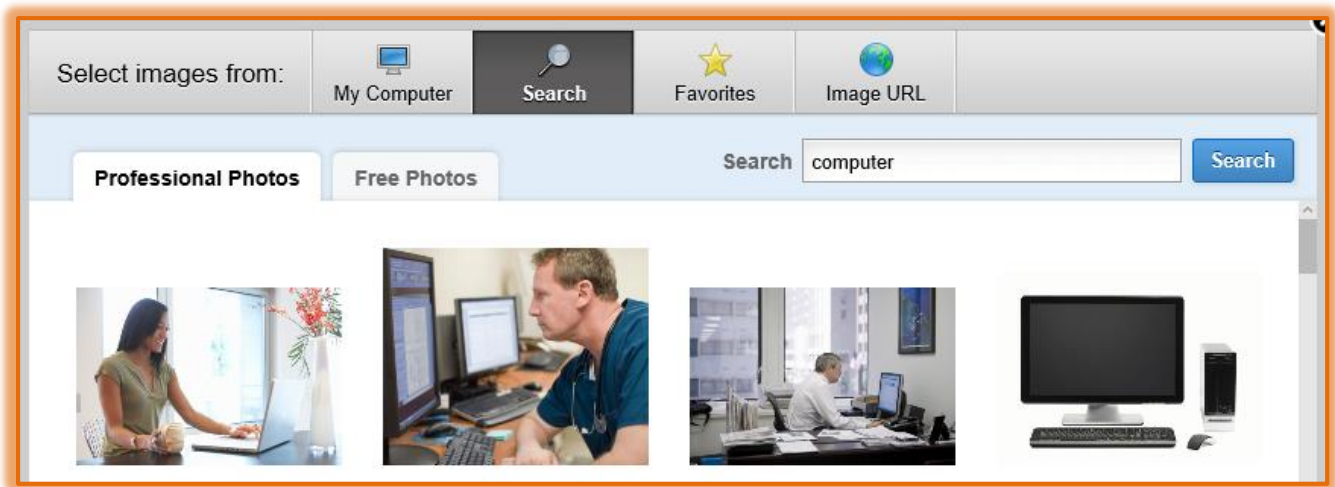 Select images from:
My Computer
Search
Favorites
Image URL
Professional Photos
Free Photos
Search
computer
Search